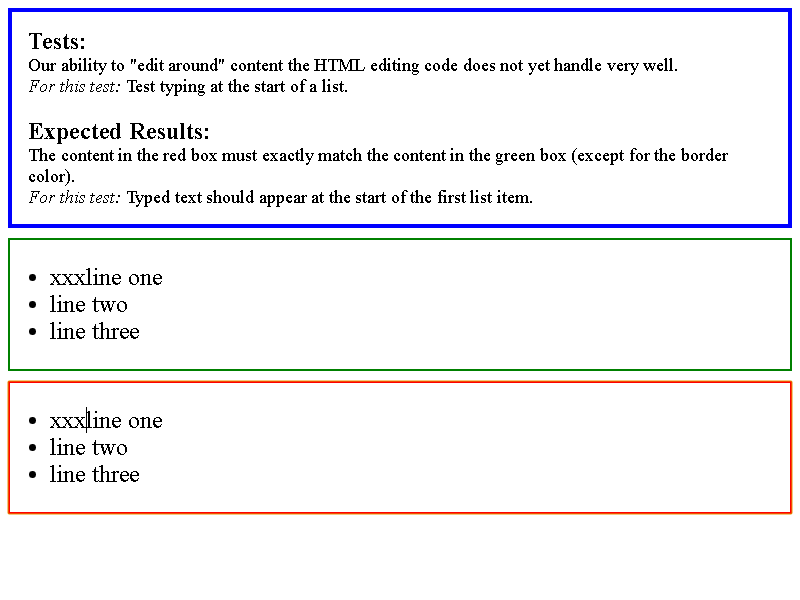 Tests:
Our ability to "edit around" content the HTML editing code does not yet handle very well.
For this test: Test typing at the start of a list.
Expected Results:
The content in the red box must exactly match the content in the green box (except for the border
color).
For this test: Typed text should appear at the start of the first list item.
• xxxline one
• line two
• line three
• xxxline one
• line two
• line three